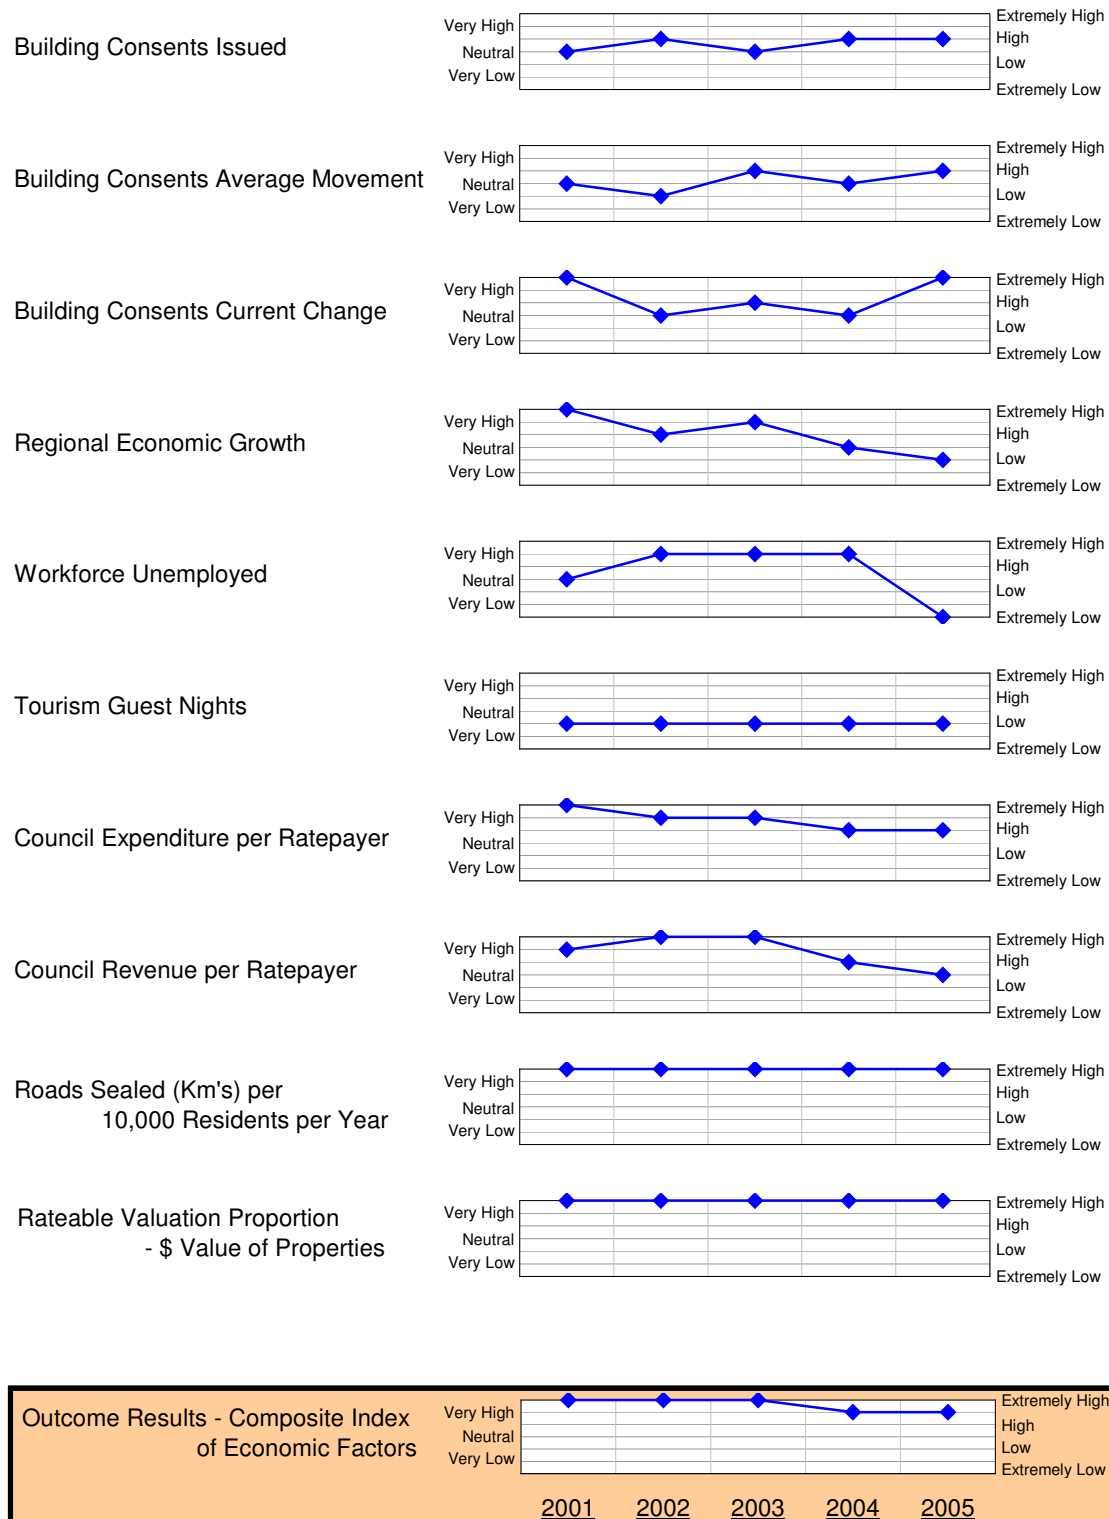 Very High
Extremely High
Building Consents Issued
High
Neutral
Low
Very Low
Extremely Low
Very High
Extremely High
Building Consents Average Movement
High
Neutral
Low
Very Low
Extremely Low
Very High
Extremely High
Building Consents Current Change
High
Neutral
Low
Very Low
Extremely Low
Very High
Extremely High
Regional Economic Growth
High
Neutral
Low
Very Low
Extremely Low
Very High
Extremely High
Workforce Unemployed
High
Neutral
Low
Very Low
Extremely Low
Very High
Extremely High
Tourism Guest Nights
High
Neutral
Low
Very Low
Extremely Low
Very High
Extremely High
Council Expenditure per Ratepayer
High
Neutral
Low
Very Low
Extremely Low
Very High
Extremely High
Council Revenue per Ratepayer
High
Neutral
Low
Very Low
Extremely Low
Very High
Extremely High
Roads Sealed (Km's) per
10,000 Residents per Year
High
Neutral
Low
Very Low
Extremely Low
Very High
Extremely High
Rateable Valuation Proportion
- $ Value of Properties
High
Neutral
Low
Very Low
Extremely Low
Outcome Results - Composite Index
of Economic Factors
Very High
Extremely High
High
Neutral
Low
Very Low
Extremely Low
2001 2002 2003 2004 2005